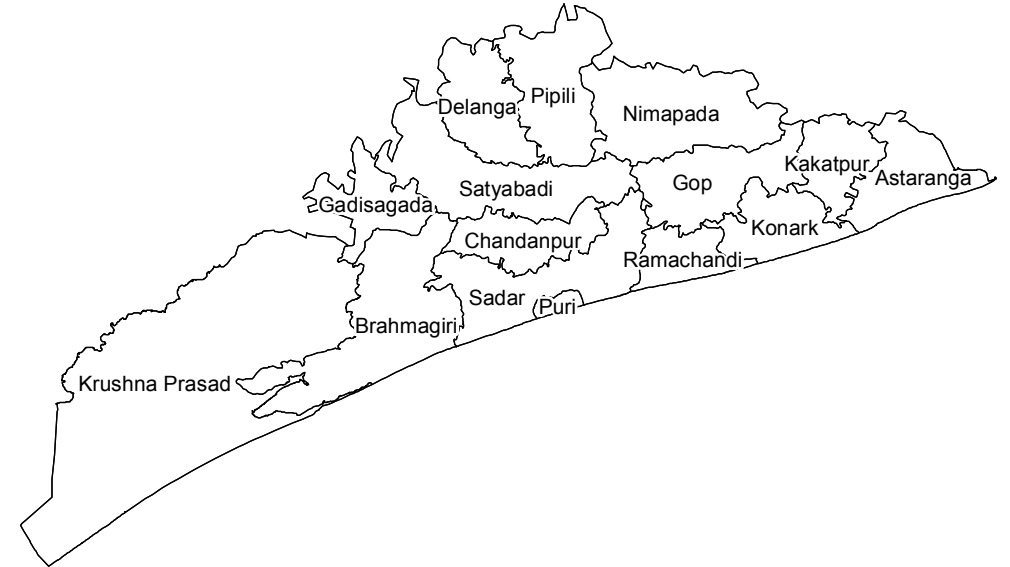 Pipili
Delanga
Nimapada
Kakatpur
Astaranga
Gop
Satyabadi
Gadisagada
Konark
Chandanpur
Ramachandi
Sadar
Puri
Brahmagiri
Krushna Prasad